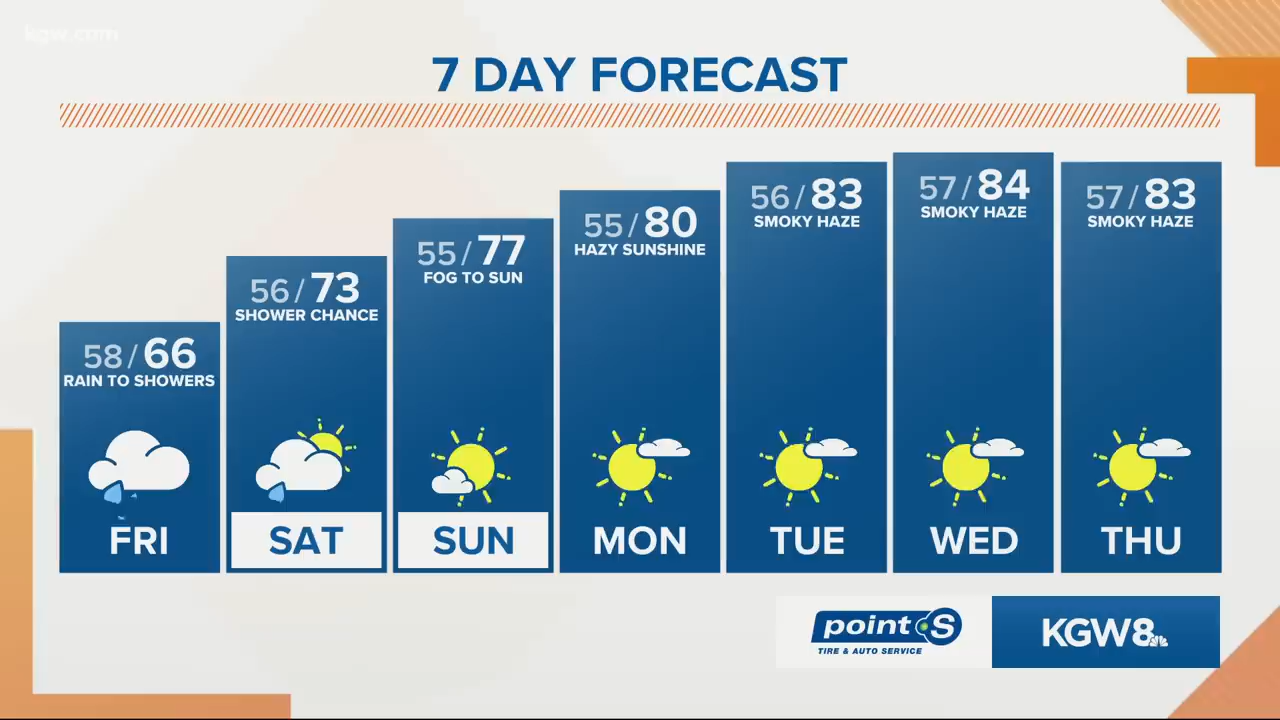 kgw.com
7 DAY FORECAST
58/66
RAIN TO SHOWERS
FRI
56/73
SHOWER CHANCE
SAT
55/77
FOG TO SUN
SUN
55/80
HAZY SUNSHINE
MON
56/83
SMOKY HAZE
TUE
57/84
SMOKY HAZE
WED
57/83
SMOKY HAZE
THU
point S
TIRE & AUTO SERVICE
KGW8